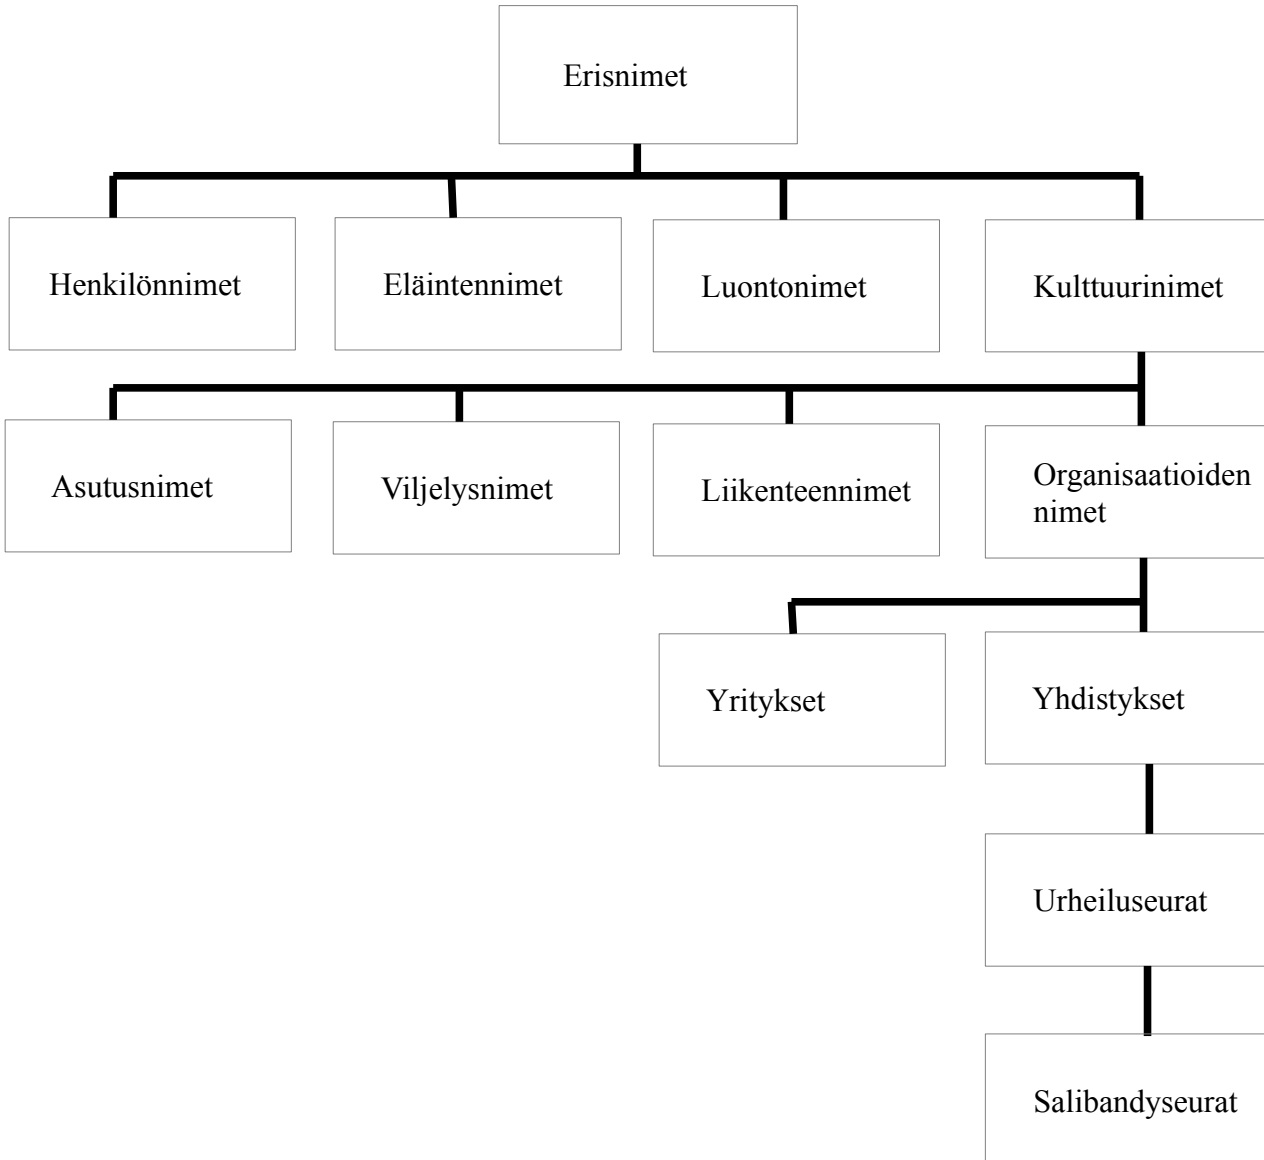 Erisnimet
Henkilönnimet
Eläintennimet
Luontonimet
Kulttuurinimet
Asutusnimet
Viljelysnimet
Liikenteennimet
Organisaatioiden
nimet
Yritykset
Yhdistykset
Urheiluseurat
Salibandyseurat